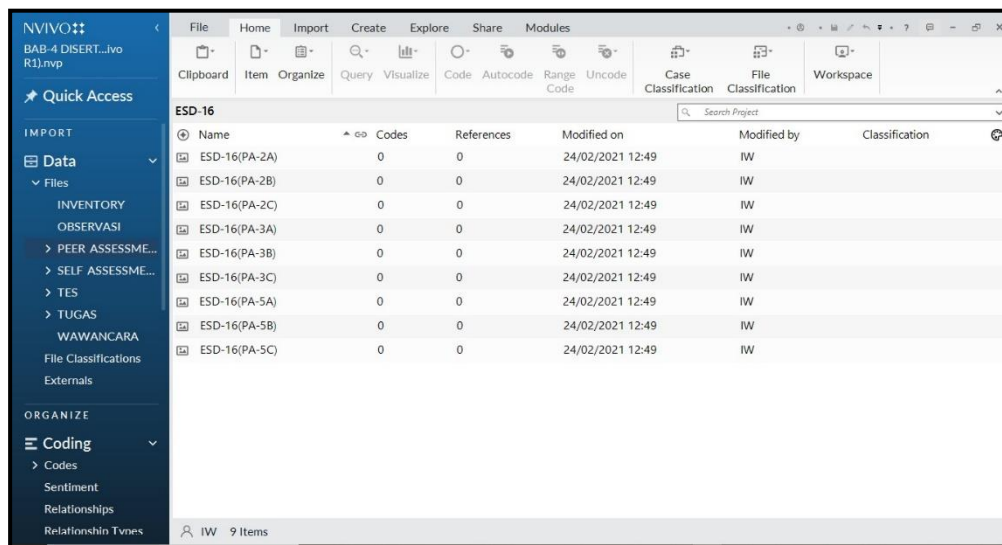 NVIVO
BAB-4 DISERT...ivo
R1).nvp
Quick Access
IMPORT
Data
Files
INVENTORY
OBSERVASI
PEER ASSESSME...
SELF ASSESSME...
TES
TUGAS
WAWANCARA
File Classifications
Externals
ORGANIZE
Coding
Codes
Sentiment
Relationships
Relationship Types
File Home Import Create Explore Share Modules
Clipboard Item Organize Query Visualize Code Autocode Range Code Uncode Case Classification File Classification Workspace
ESD-16
Search Project
Name Codes References Modified on Modified by Classification
ESD-16(PA-2A) 0 0 24/02/2021 12:49 IW
ESD-16(PA-2B) 0 0 24/02/2021 12:49 IW
ESD-16(PA-2C) 0 0 24/02/2021 12:49 IW
ESD-16(PA-3A) 0 0 24/02/2021 12:49 IW
ESD-16(PA-3B) 0 0 24/02/2021 12:49 IW
ESD-16(PA-3C) 0 0 24/02/2021 12:49 IW
ESD-16(PA-5A) 0 0 24/02/2021 12:49 IW
ESD-16(PA-5B) 0 0 24/02/2021 12:49 IW
ESD-16(PA-5C) 0 0 24/02/2021 12:49 IW
IW 9 Items